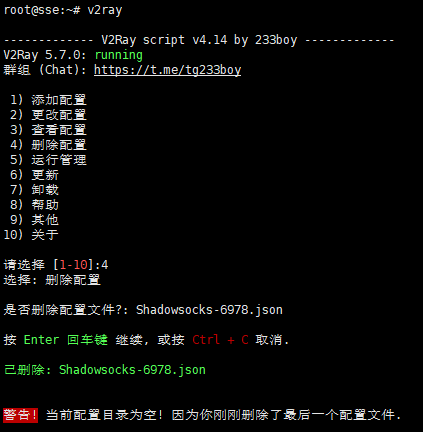 root@sse:~# v2ray
------------- V2Ray script v4.14 by 233boy -------------
V2Ray 5.7.0: running
群组 (Chat): https://t.me/tg233boy
1) 添加配置
2) 更改配置
3) 查看配置
4) 删除配置
5) 运行管理
6) 更新
7) 卸载
8) 帮助
9) 其他
10) 关于
请选择 [1-10]:4
选择: 删除配置
是否删除配置文件?: Shadowsocks-6978.json
按 Enter 回车键 继续, 或按 Ctrl + C 取消.
已删除: Shadowsocks-6978.json
警告! 当前配置目录为空! 因为你刚刚删除了最后一个配置文件.